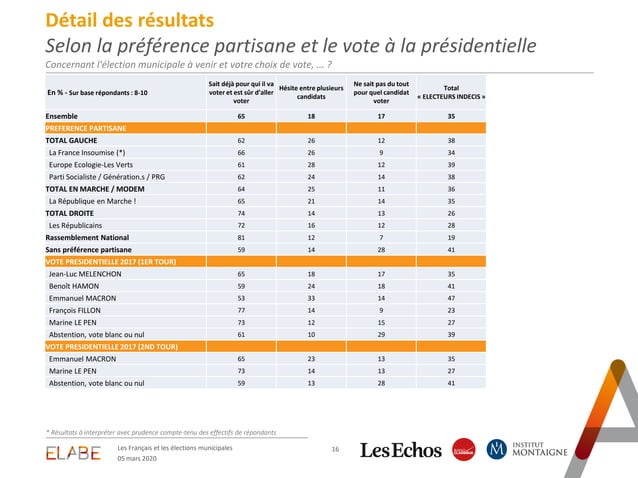 Détail des résultats
Selon la préférence partisane et le vote à la présidentielle
Concernant l'élection municipale à venir et votre choix de vote, ... ?
En % - Sur base répondants : 8-10 | Sait déjà pour qui il va voter et est sûr d'aller voter | Hésite entre plusieurs candidats | Ne sait pas du tout pour quel candidat voter | Total « ELECTEURS INDECIS »
Ensemble 65 18 17 35
PREFERENCE PARTISANE
TOTAL GAUCHE 62 26 12 38
La France Insoumise (*) 66 26 9 34
Europe Ecologie-Les Verts 61 28 12 39
Parti Socialiste / Génération.s / PRG 62 24 14 38
TOTAL EN MARCHE / MODEM 64 25 11 36
La République en Marche ! 65 21 14 35
TOTAL DROITE 74 14 13 26
Les Républicains 72 16 12 28
Rassemblement National 81 12 7 19
Sans préférence partisane 59 14 28 41
VOTE PRESIDENTIELLE 2017 (1ER TOUR)
Jean-Luc MELENCHON 65 18 17 35
Benoît HAMON 59 24 18 41
Emmanuel MACRON 53 33 14 47
François FILLON 77 14 9 23
Marine LE PEN 73 12 15 27
Abstention, vote blanc ou nul 61 10 29 39
VOTE PRESIDENTIELLE 2017 (2ND TOUR)
Emmanuel MACRON 65 23 13 35
Marine LE PEN 73 14 13 27
Abstention, vote blanc ou nul 59 13 28 41
* Résultats à interpréter avec prudence compte-tenu des effectifs de répondants
ELABE
Les Français et les élections municipales
05 mars 2020
16
Les Echos
RADIO CLASSIQUE
INSTITUT MONTAIGNE